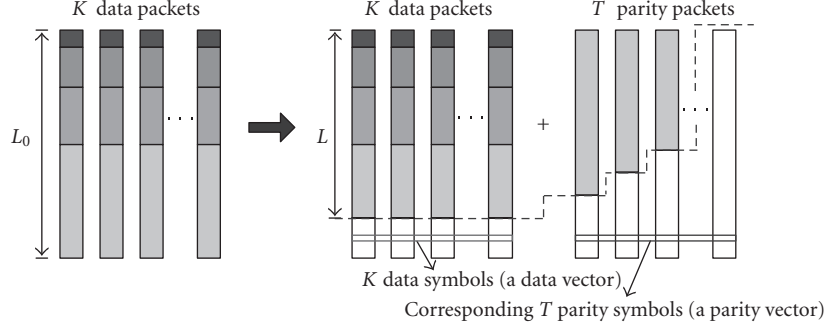 K data packets
K data packets
T parity packets
L0
L
+
K data symbols (a data vector)
Corresponding T parity symbols (a parity vector)